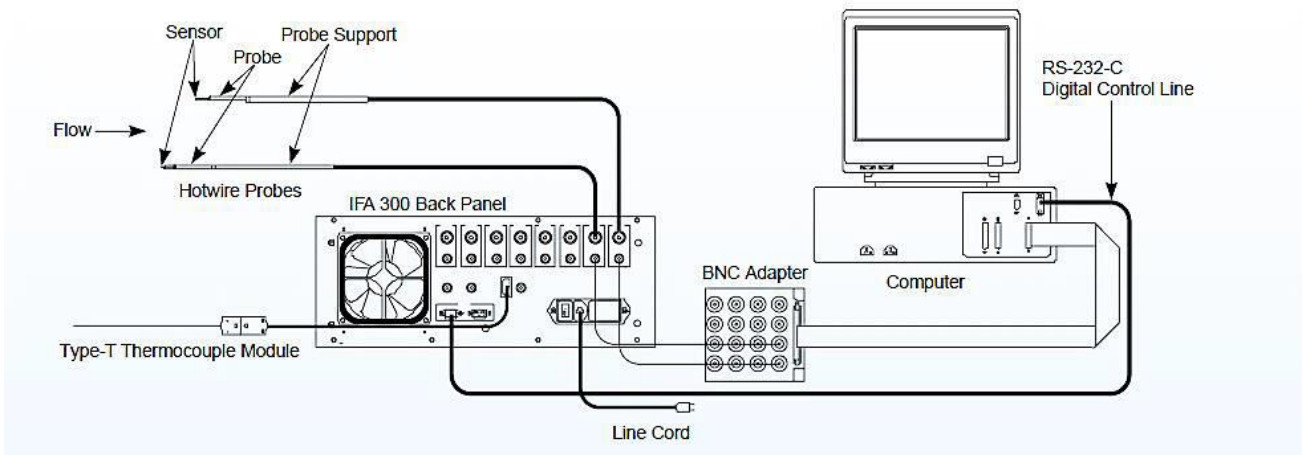 Sensor
Probe Support
Probe
RS-232-C
Digital Control Line
Flow
Hotwire Probes
IFA 300 Back Panel
BNC Adapter
Computer
Type-T Thermocouple Module
Line Cord